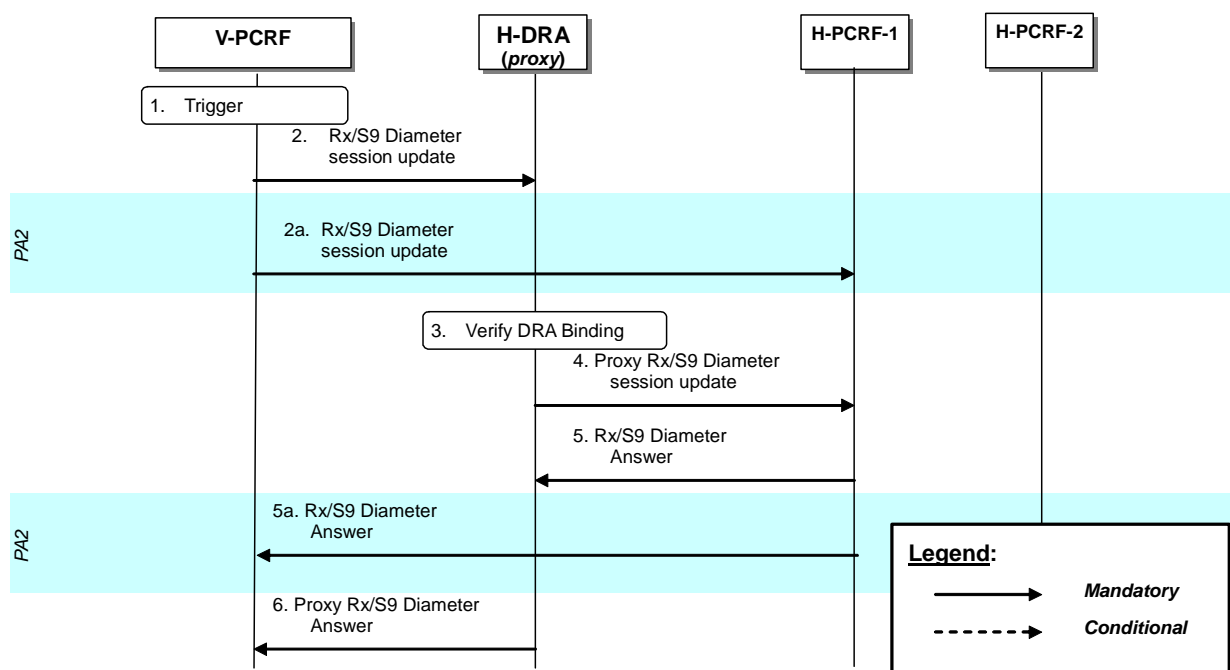 V-PCRF
H-DRA
(proxy)
H-PCRF-1
H-PCRF-2
1. Trigger
2. Rx/S9 Diameter
session update
PA2
2a. Rx/S9 Diameter
session update
3. Verify DRA Binding
4. Proxy Rx/S9 Diameter
session update
5. Rx/S9 Diameter
Answer
PA2
5a. Rx/S9 Diameter
Answer
Legend:
Mandatory
Conditional
6. Proxy Rx/S9 Diameter
Answer